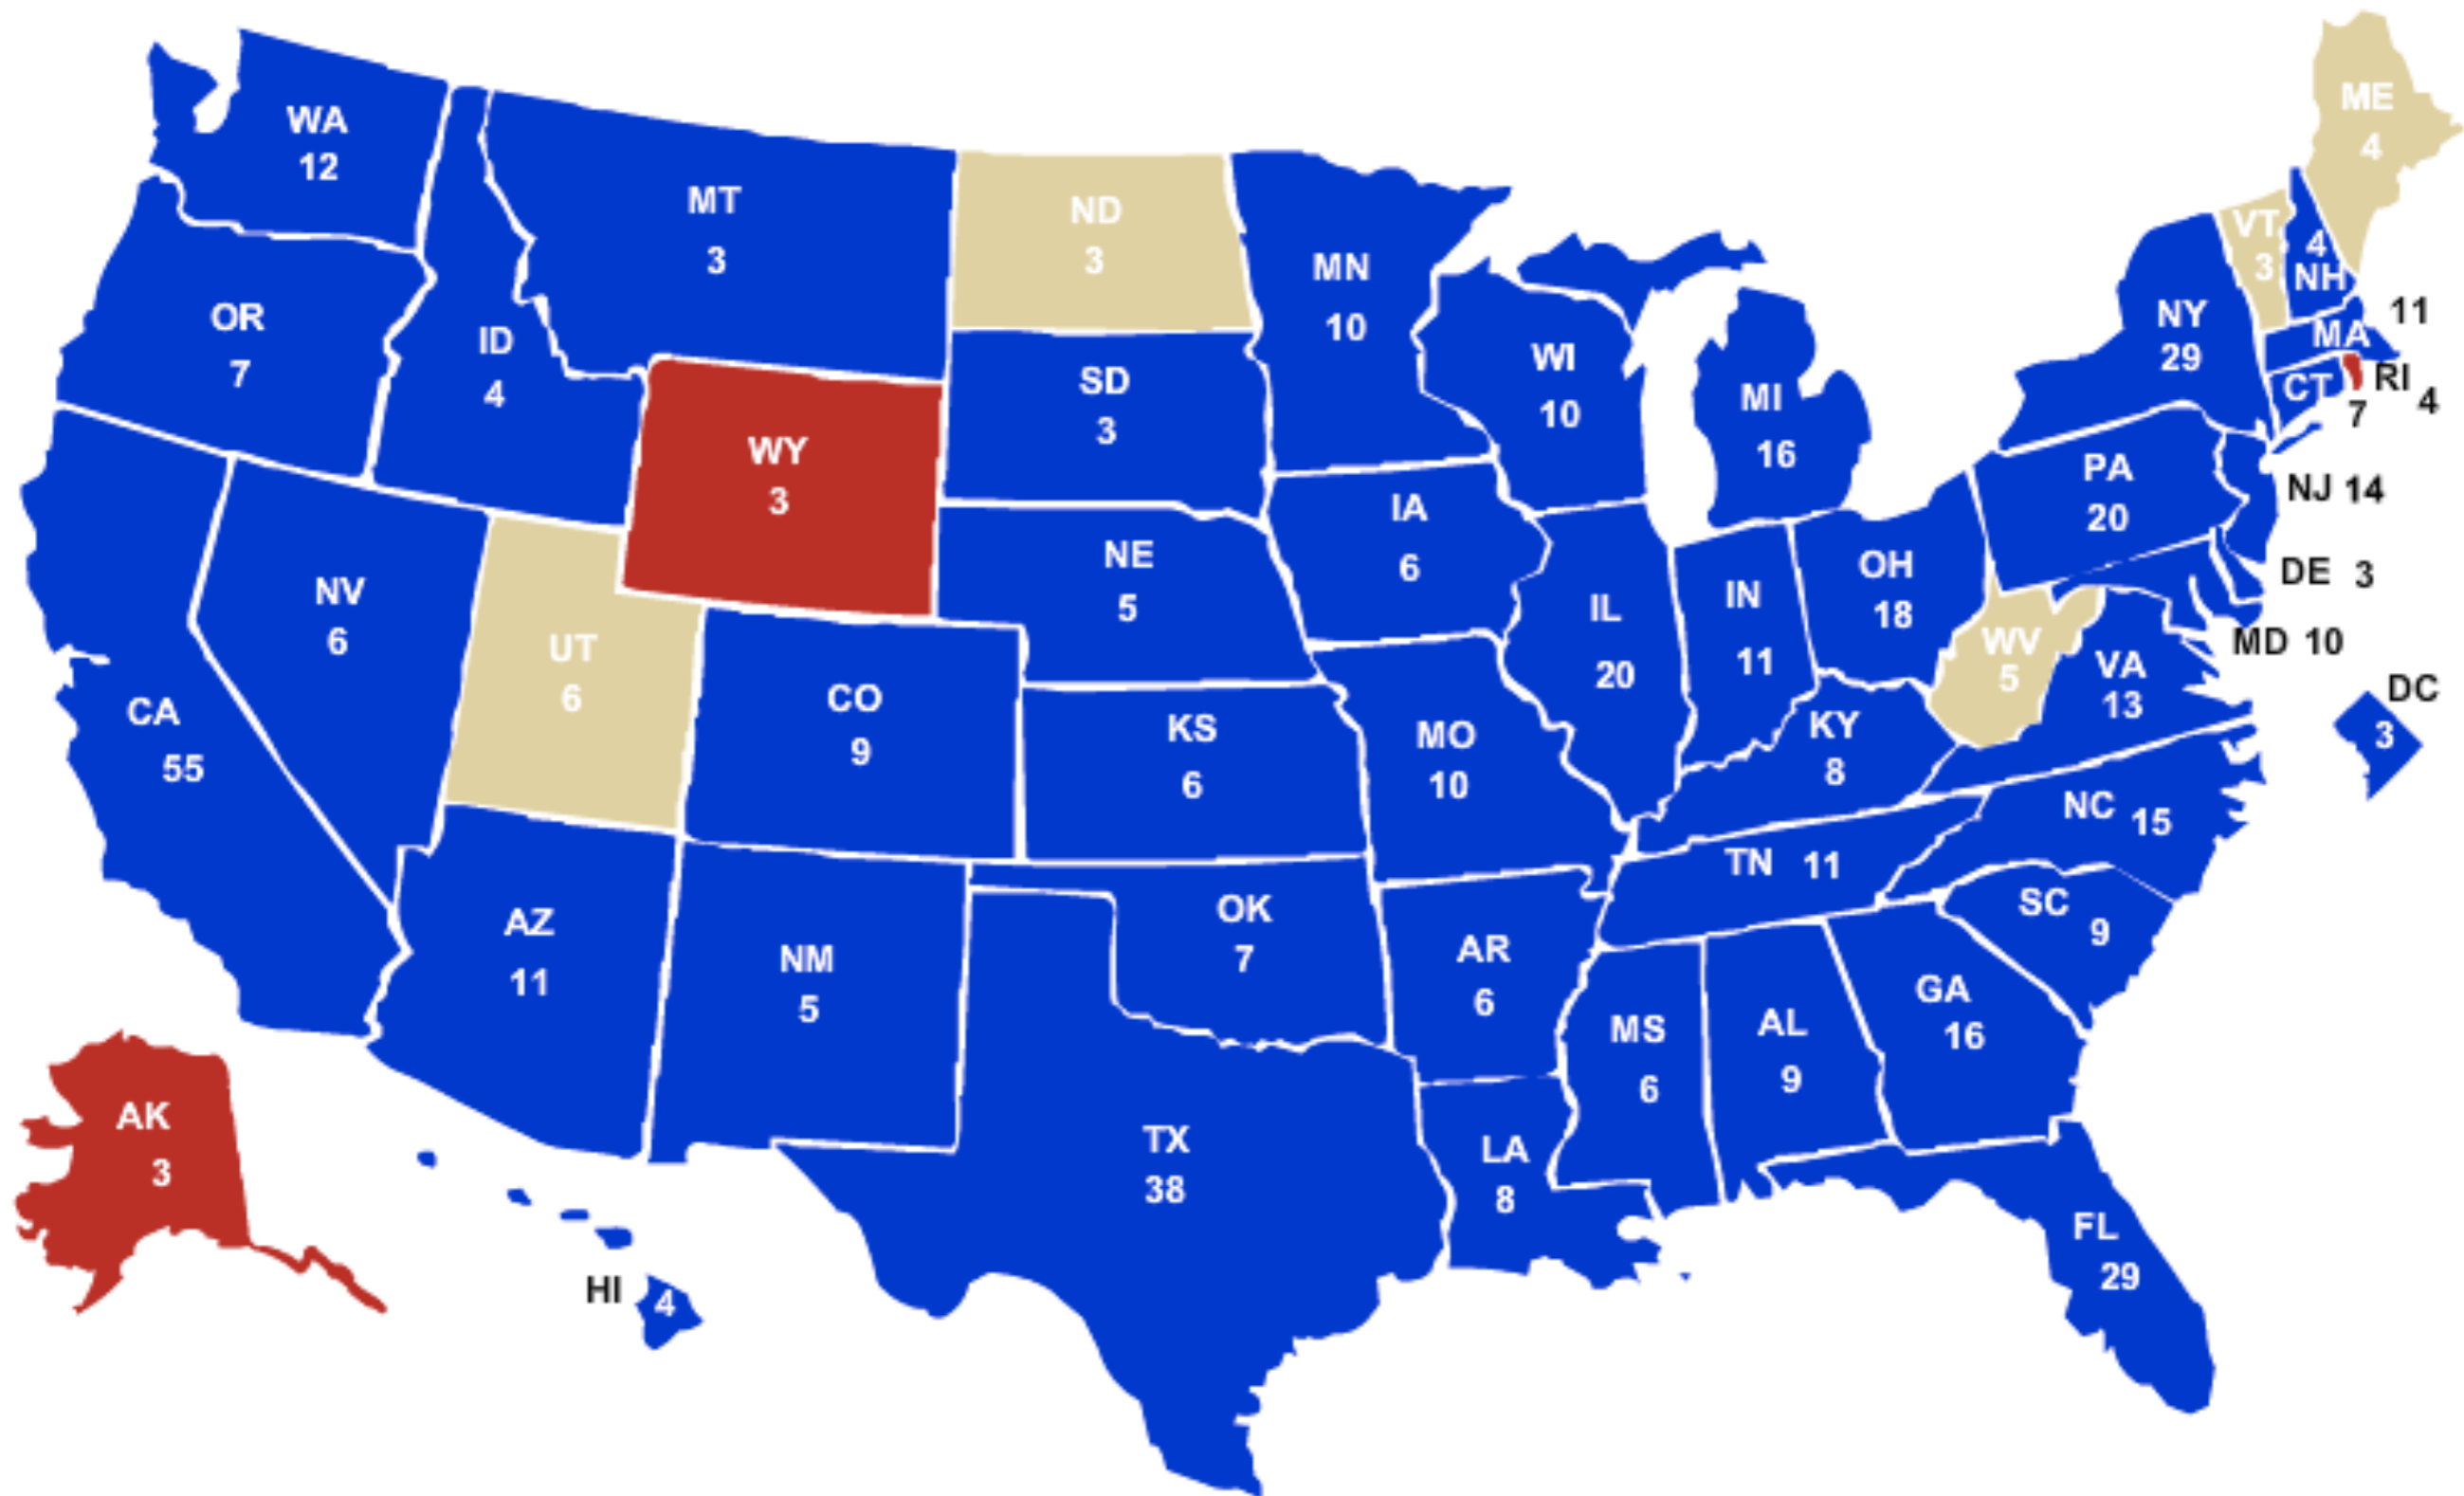 WA
12
MT
3
ND
3
MN
10
ME
4
VT
3
4
NH
OR
7
ID
4
WY
3
SD
3
WI
10
MI
16
NY
29
11
MA
CT
RI
7
4
PA
20
NJ 14
NV
6
UT
6
NE
5
IA
6
IL
20
IN
11
OH
18
DE 3
WV
5
MD 10
VA
13
DC
3
CA
55
CO
9
KS
6
MO
10
KY
8
NC 15
TN 11
AZ
11
NM
5
OK
7
AR
6
SC
9
MS
6
AL
9
GA
16
AK
3
HI
4
TX
38
LA
8
FL
29